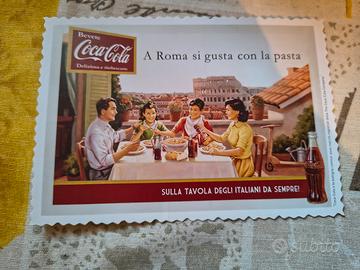 Bevete
Coca-Cola
Deliziosa e rinfrescante
A Roma si gusta con la pasta
SULLA TAVOLA DEGLI ITALIANI DA SEMPRE!
subito